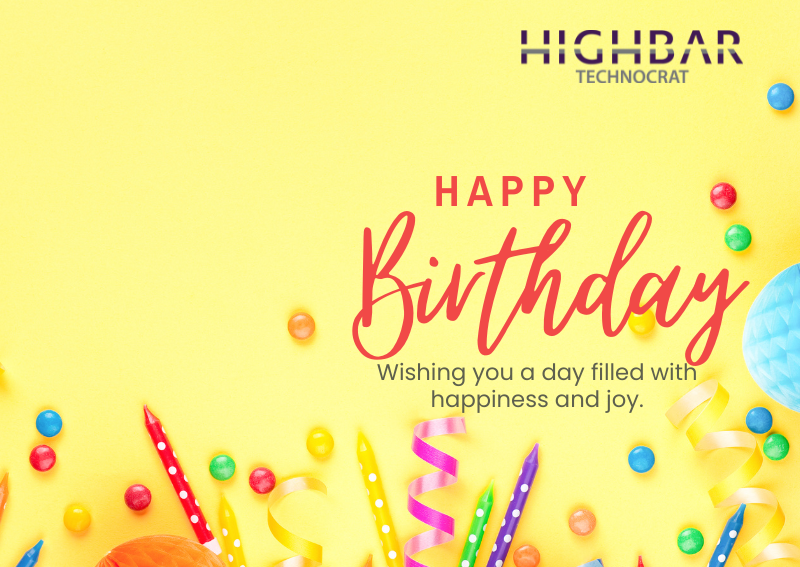 HIGHBAR
TECHNOCRAT
HAPPY
Birthday
Wishing you a day filled with
happiness and joy.